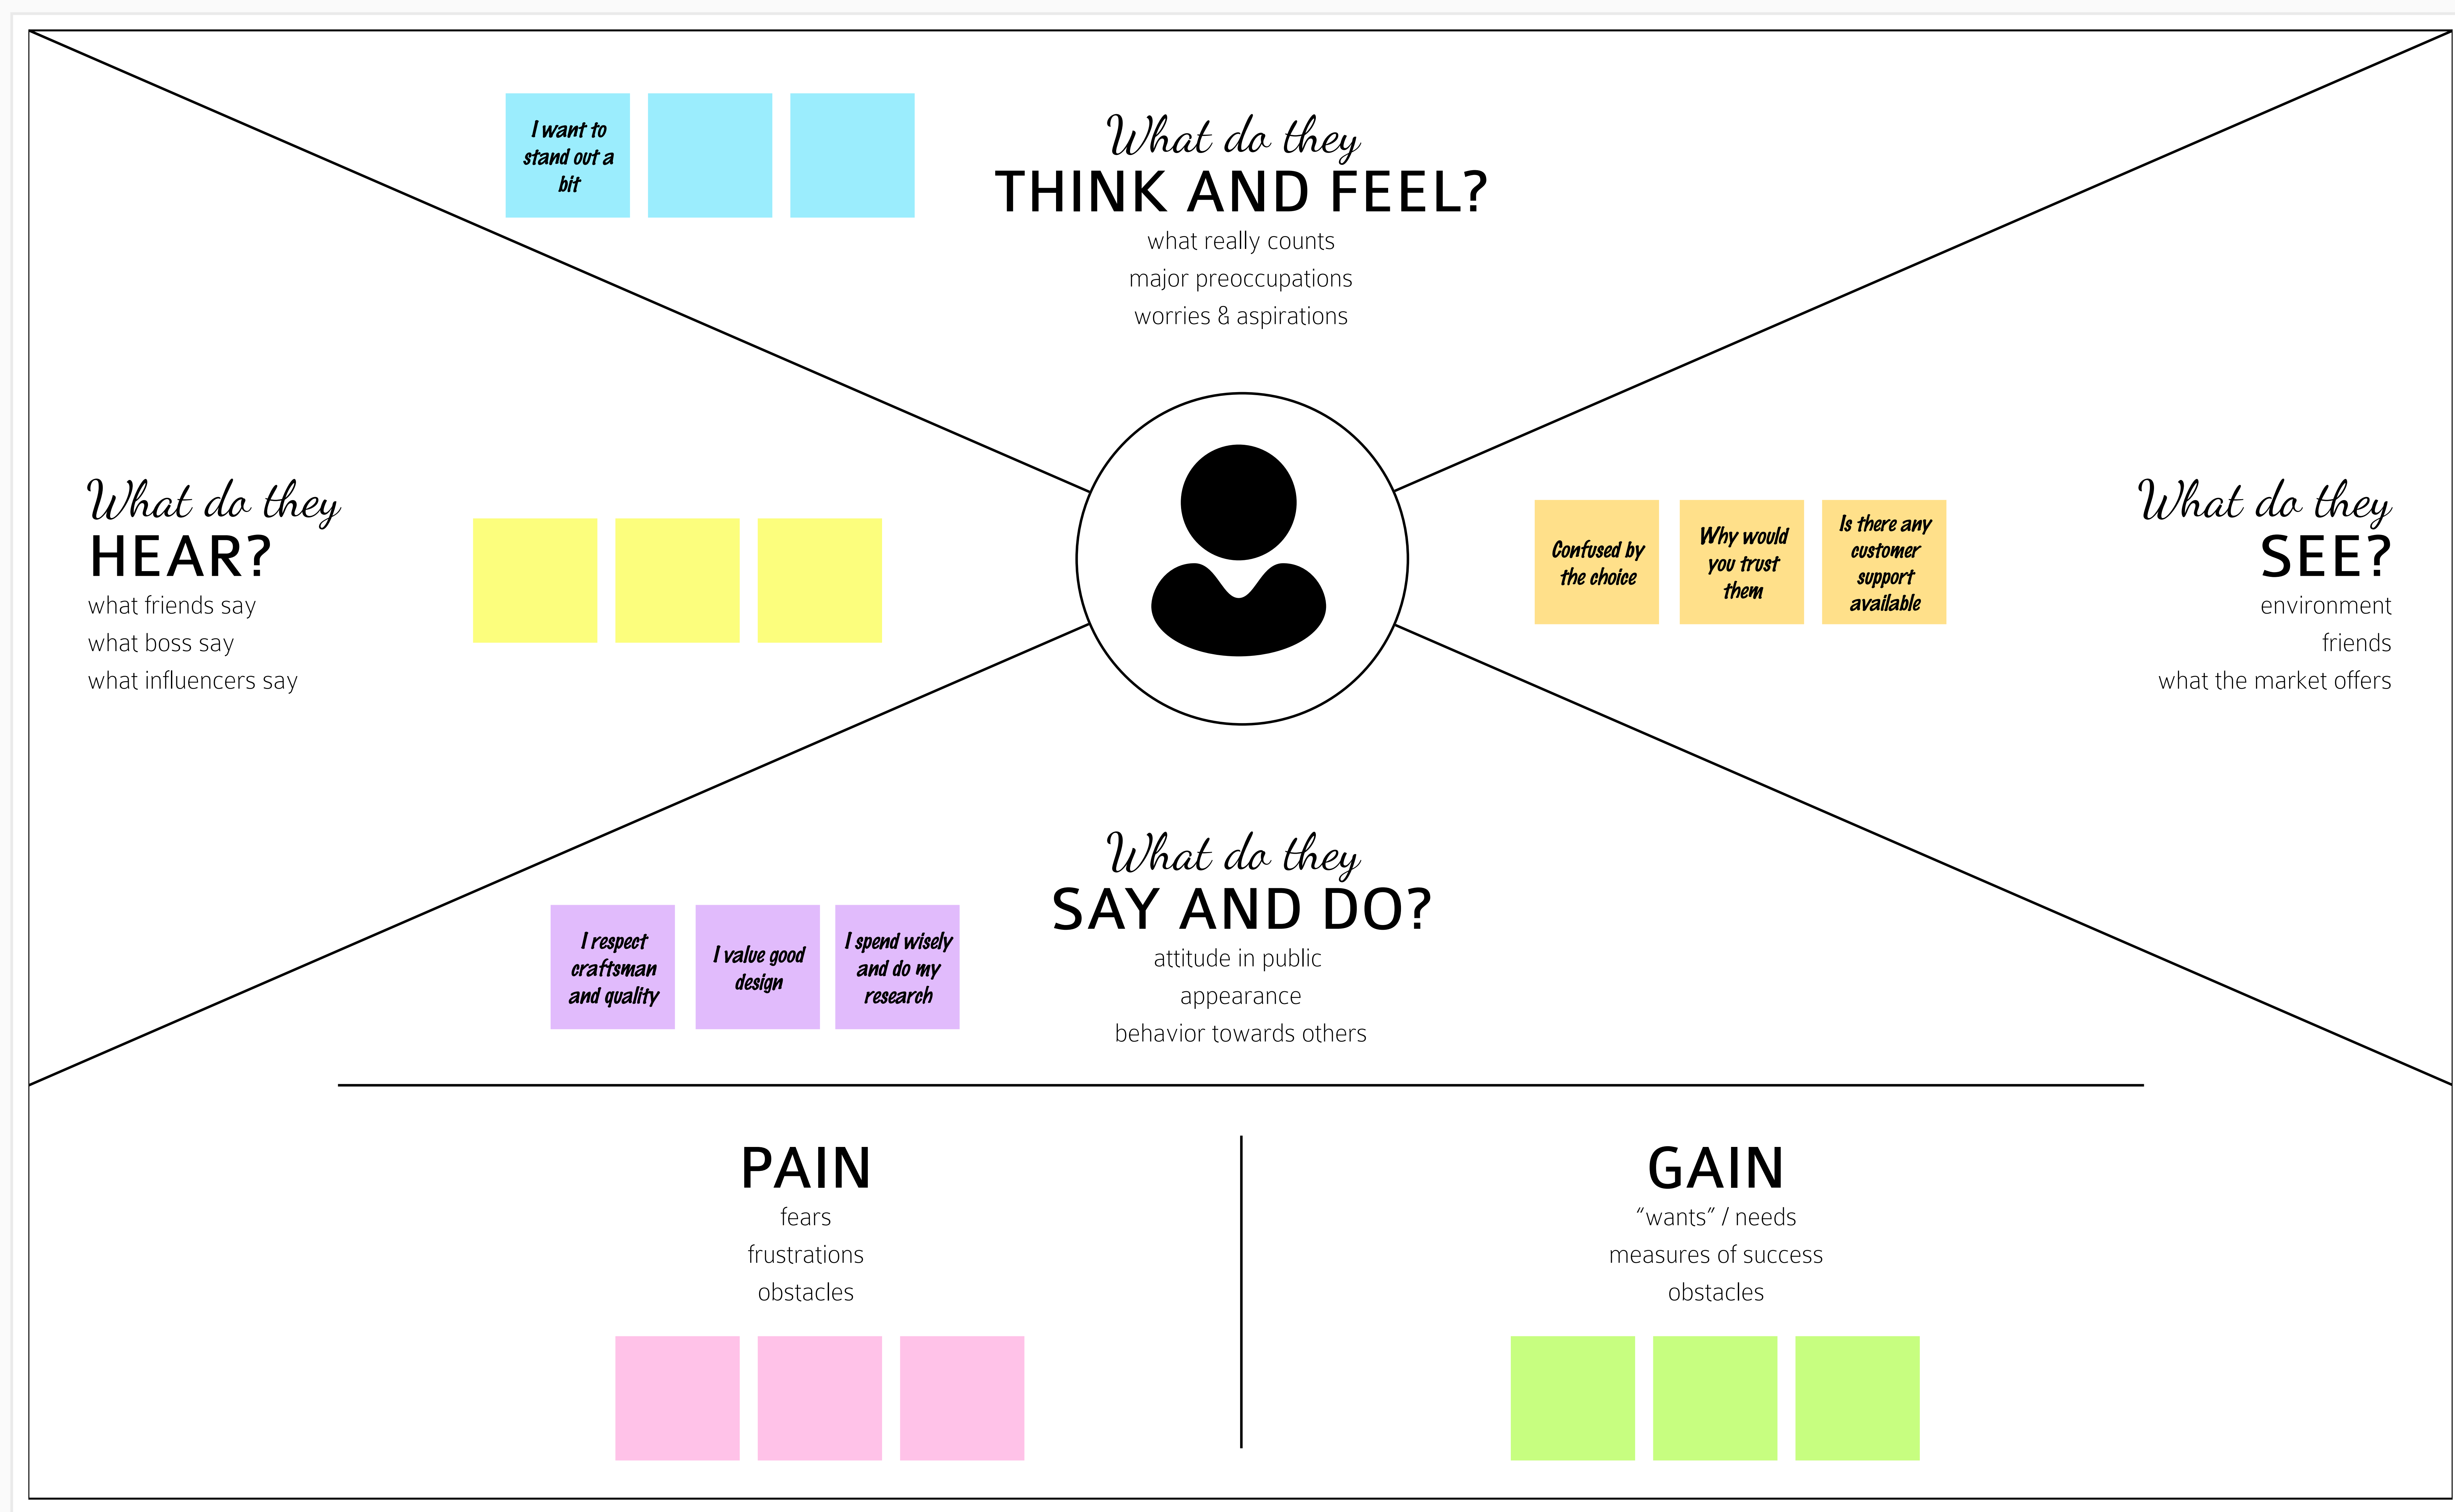 I want to
stand out a
bit
What do they
THINK AND FEEL?
what really counts
major preoccupations
worries & aspirations
What do they
HEAR?
what friends say
what boss say
what influencers say
Confused by
the choice
Why would
you trust
them
Is there any
customer
support
available
What do they
SEE?
environment
friends
what the market offers
What do they
SAY AND DO?
attitude in public
appearance
behavior towards others
I respect
craftsman
and quality
I value good
design
I spend wisely
and do my
research
PAIN
fears
frustrations
obstacles
GAIN
“wants” / needs
measures of success
obstacles